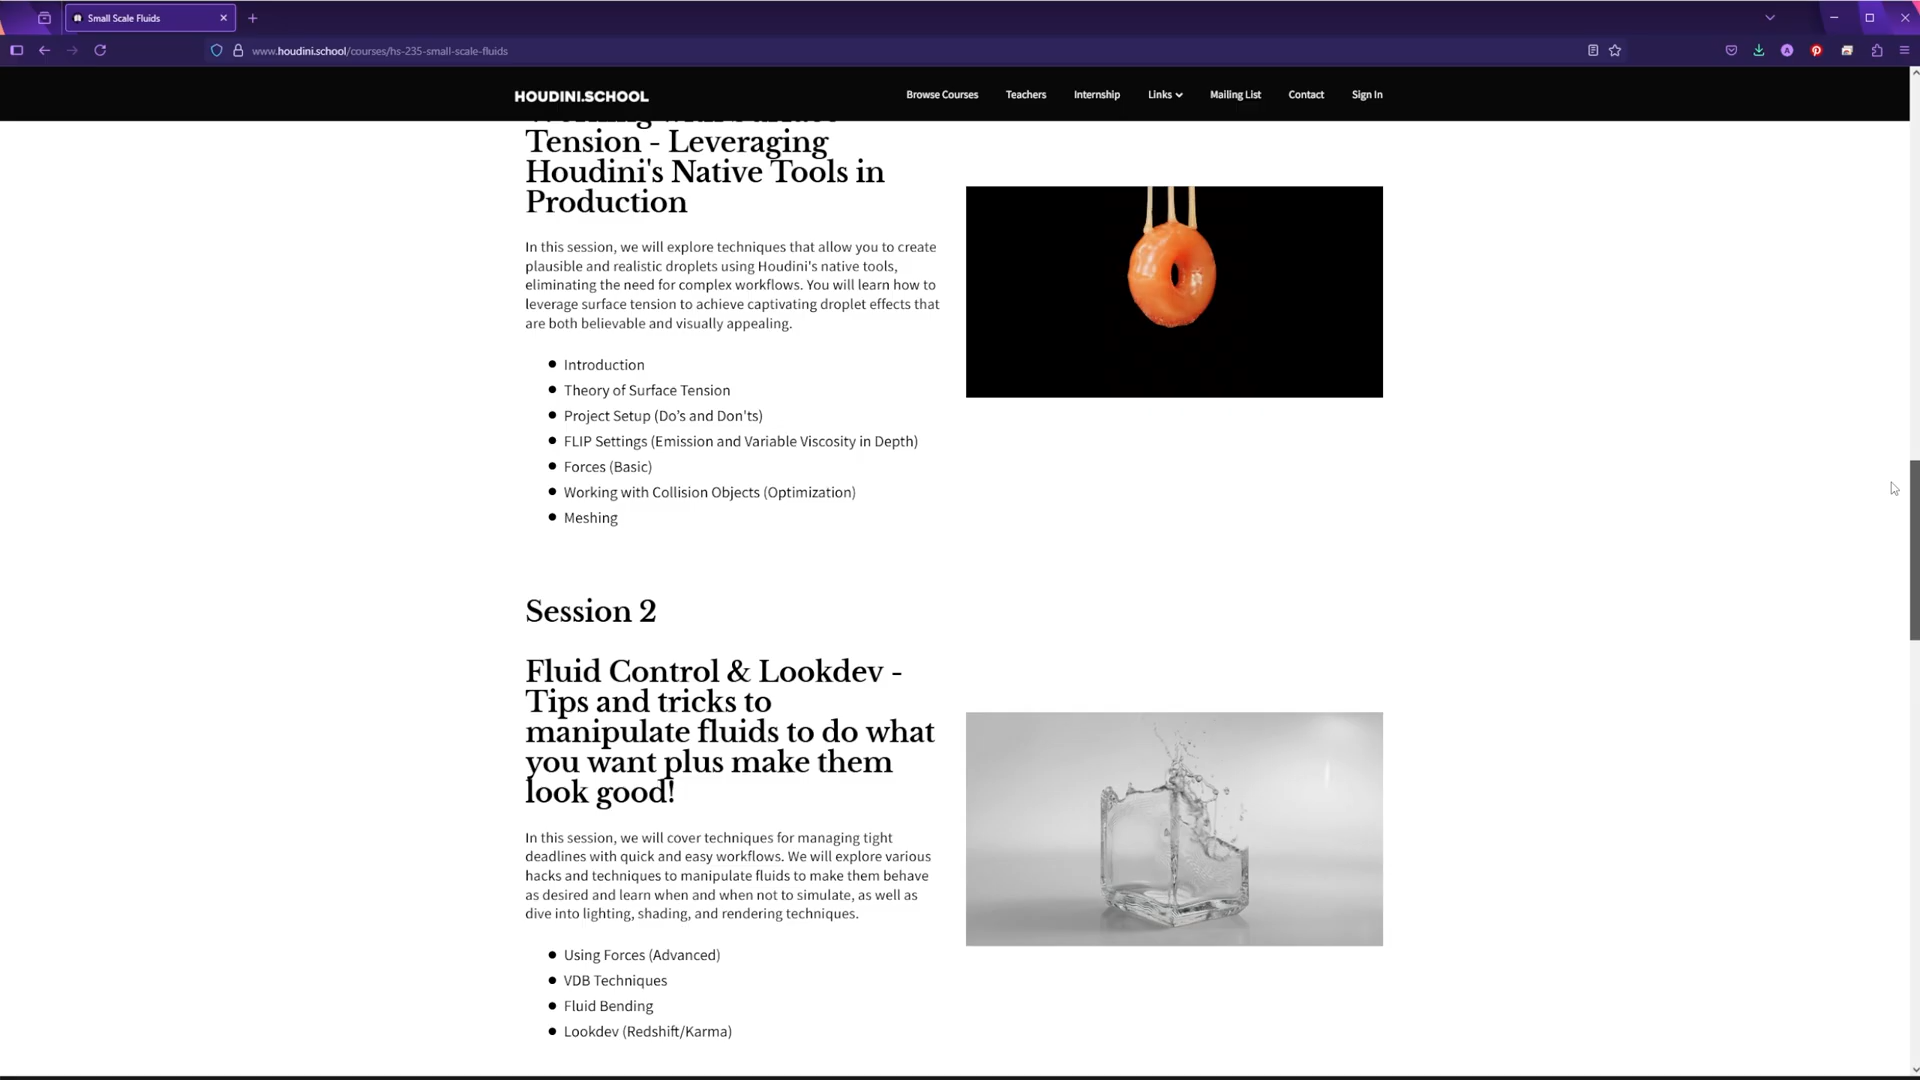 Small Scale Fluids
www.houdini.school/courses/hs-235-small-scale-fluids
HOUDINI.SCHOOL
Browse Courses
Teachers
Internship
Links
Mailing List
Contact
Sign In
Tension - Leveraging
Houdini's Native Tools in
Production
In this session, we will explore techniques that allow you to create
plausible and realistic droplets using Houdini's native tools,
eliminating the need for complex workflows. You will learn how to
leverage surface tension to achieve captivating droplet effects that
are both believable and visually appealing.
Introduction
Theory of Surface Tension
Project Setup (Do’s and Don'ts)
FLIP Settings (Emission and Variable Viscosity in Depth)
Forces (Basic)
Working with Collision Objects (Optimization)
Meshing
Session 2
Fluid Control & Lookdev -
Tips and tricks to
manipulate fluids to do what
you want plus make them
look good!
In this session, we will cover techniques for managing tight
deadlines with quick and easy workflows. We will explore various
hacks and techniques to manipulate fluids to make them behave
as desired and learn when and when not to simulate, as well as
dive into lighting, shading, and rendering techniques.
Using Forces (Advanced)
VDB Techniques
Fluid Bending
Lookdev (Redshift/Karma)